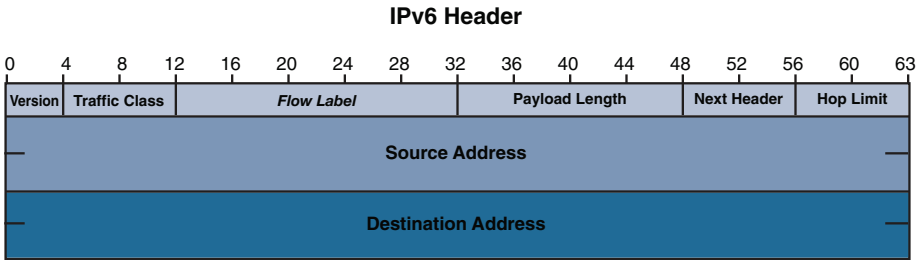 IPv6 Header
0 4 8 12 16 20 24 28 32 36 40 44 48 52 56 60 63
Version Traffic Class Flow Label Payload Length Next Header Hop Limit
Source Address
Destination Address